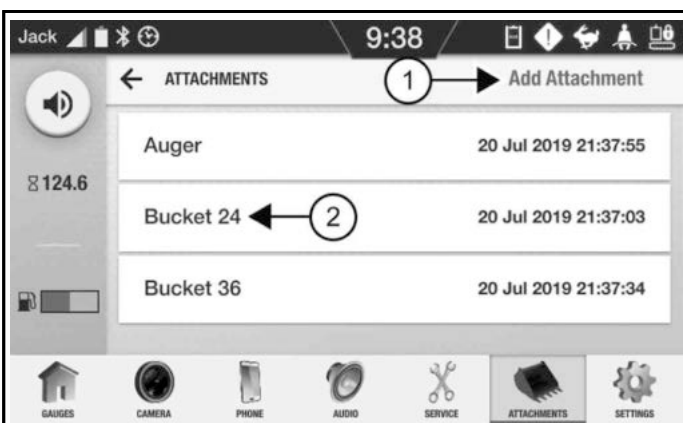 Jack 9:38
← ATTACHMENTS 1 Add Attachment
Auger 20 Jul 2019 21:37:55
124.6
Bucket 24 2 20 Jul 2019 21:37:03
Bucket 36 20 Jul 2019 21:37:34
GAUGES CAMERA PHONE AUDIO SERVICE ATTACHMENTS SETTINGS